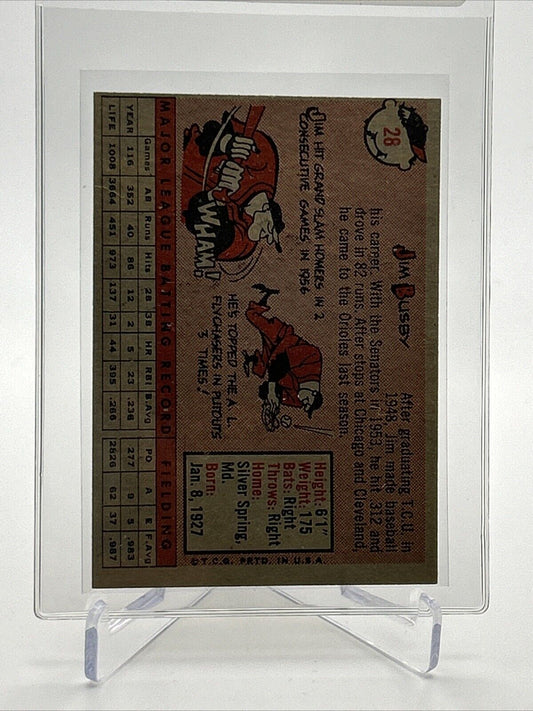 28
JIM BUSBY
After graduating T.C.U. in
1948, Jim made baseball
his career. With the Senators in 1953, he hit .312 and
drove in 82 runs. After stops at Chicago and Cleveland,
he came to the Orioles last season.
JIM HIT GRAND SLAM HOMERS IN 2
CONSECUTIVE GAMES IN 1956
WHAM!
HE'S TOPPED THE A.L.
FLYCHASERS IN PUTOUTS
3 TIMES!
Height: 6'1"
Weight: 175
Bats: Right
Throws: Right
Home:
Silver Spring,
Md
Born:
Jan. 8, 1927
©T.C.G. PRTD. IN U.S.A.
MAJOR LEAGUE BATTING RECORD FIELDING
Games AB Runs Hits 2B 3B HR RBI B.Avg PO A E F.Avg
YEAR 116 352 40 86 12 2 5 23 .236 277 9 5 .983
LIFE 1008 3664 451 973 137 31 44 395 .266 2826 62 37 .987